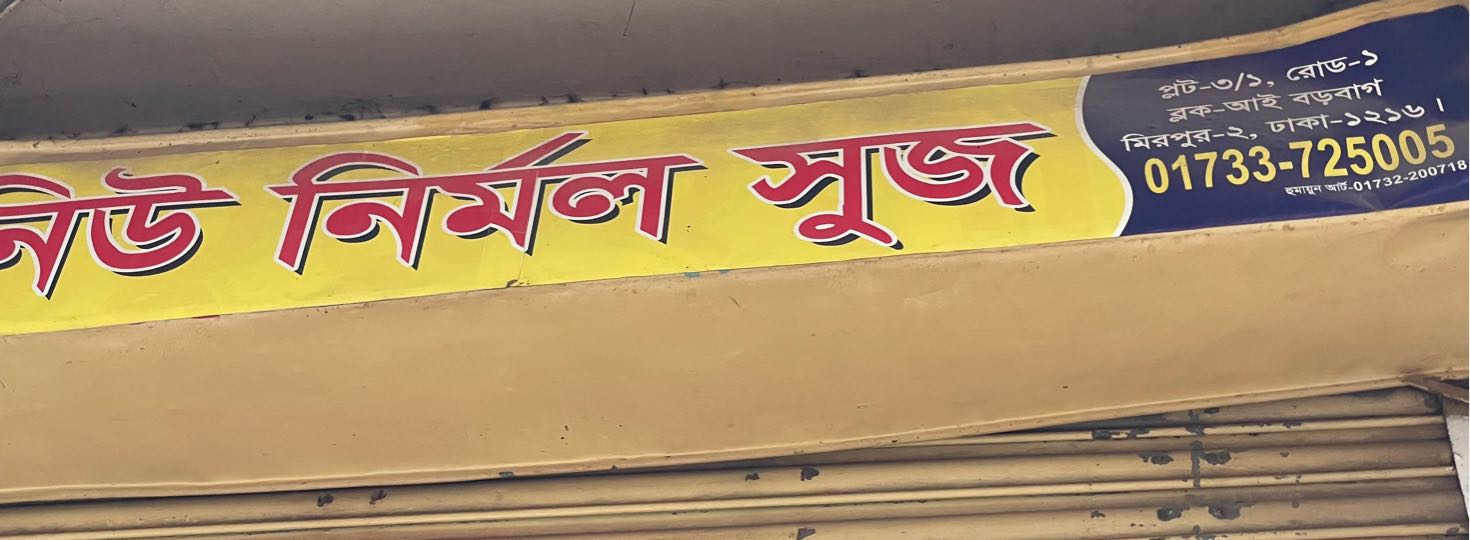 নিউ নির্মল সুজ
প্লট-৩/১, রোড-১
ব্লক-আই বড়বাগ
মিরপুর-২, ঢাকা-১২১৬ ।
01733-725005
হুমায়ুন আর্ট-01732-200718